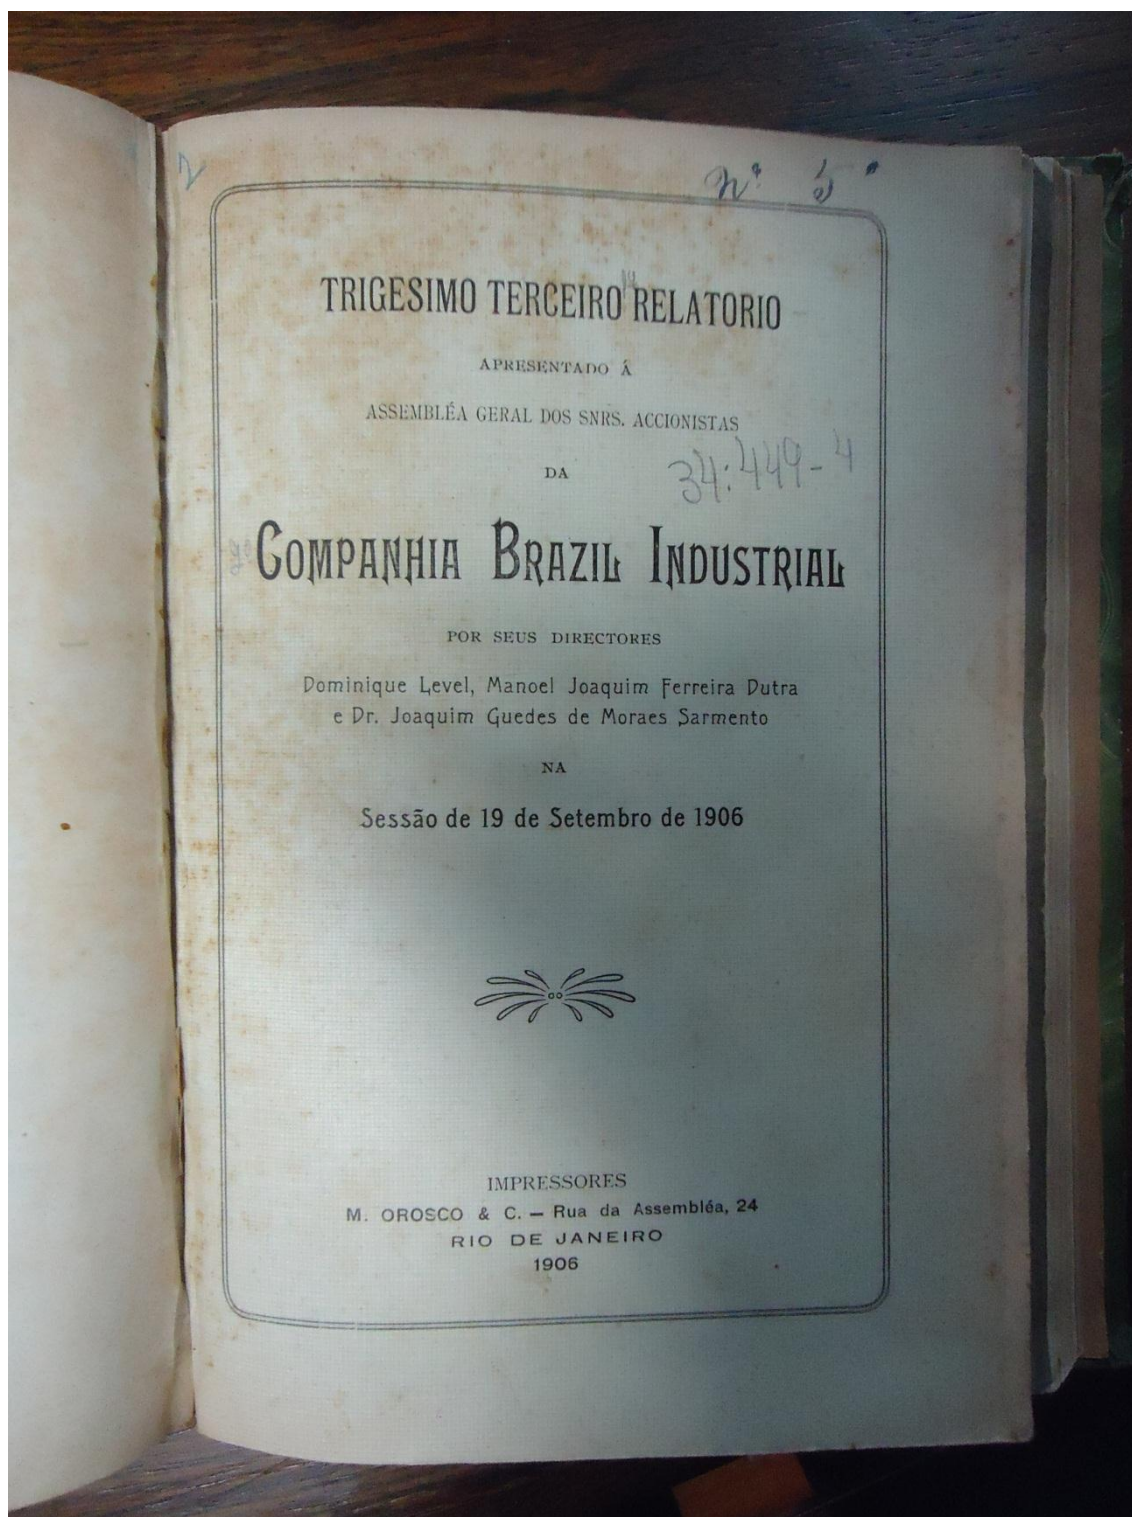 Nº 5
TRIGESIMO TERCEIRO RELATORIO
APRESENTADO Á
ASSEMBLÉA GERAL DOS SNRS. ACCIONISTAS
DA
34:449-4
COMPANHIA BRAZIL INDUSTRIAL
POR SEUS DIRECTORES
Dominique Level, Manoel Joaquim Ferreira Dutra
e Dr. Joaquim Guedes de Moraes Sarmento
NA
Sessão de 19 de Setembro de 1906
IMPRESSORES
M. OROSCO & C. — Rua da Assembléa, 24
RIO DE JANEIRO
1906